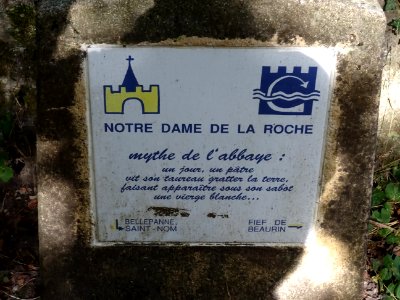 NOTRE DAME DE LA ROCHE
mythe de l'abbaye :
un jour, un pâtre
vit son taureau gratter la terre,
faisant apparaître sous son sabot
une vierge blanche...
BELLEPANNE,
SAINT-NOM
FIEF DE
BEAURIN